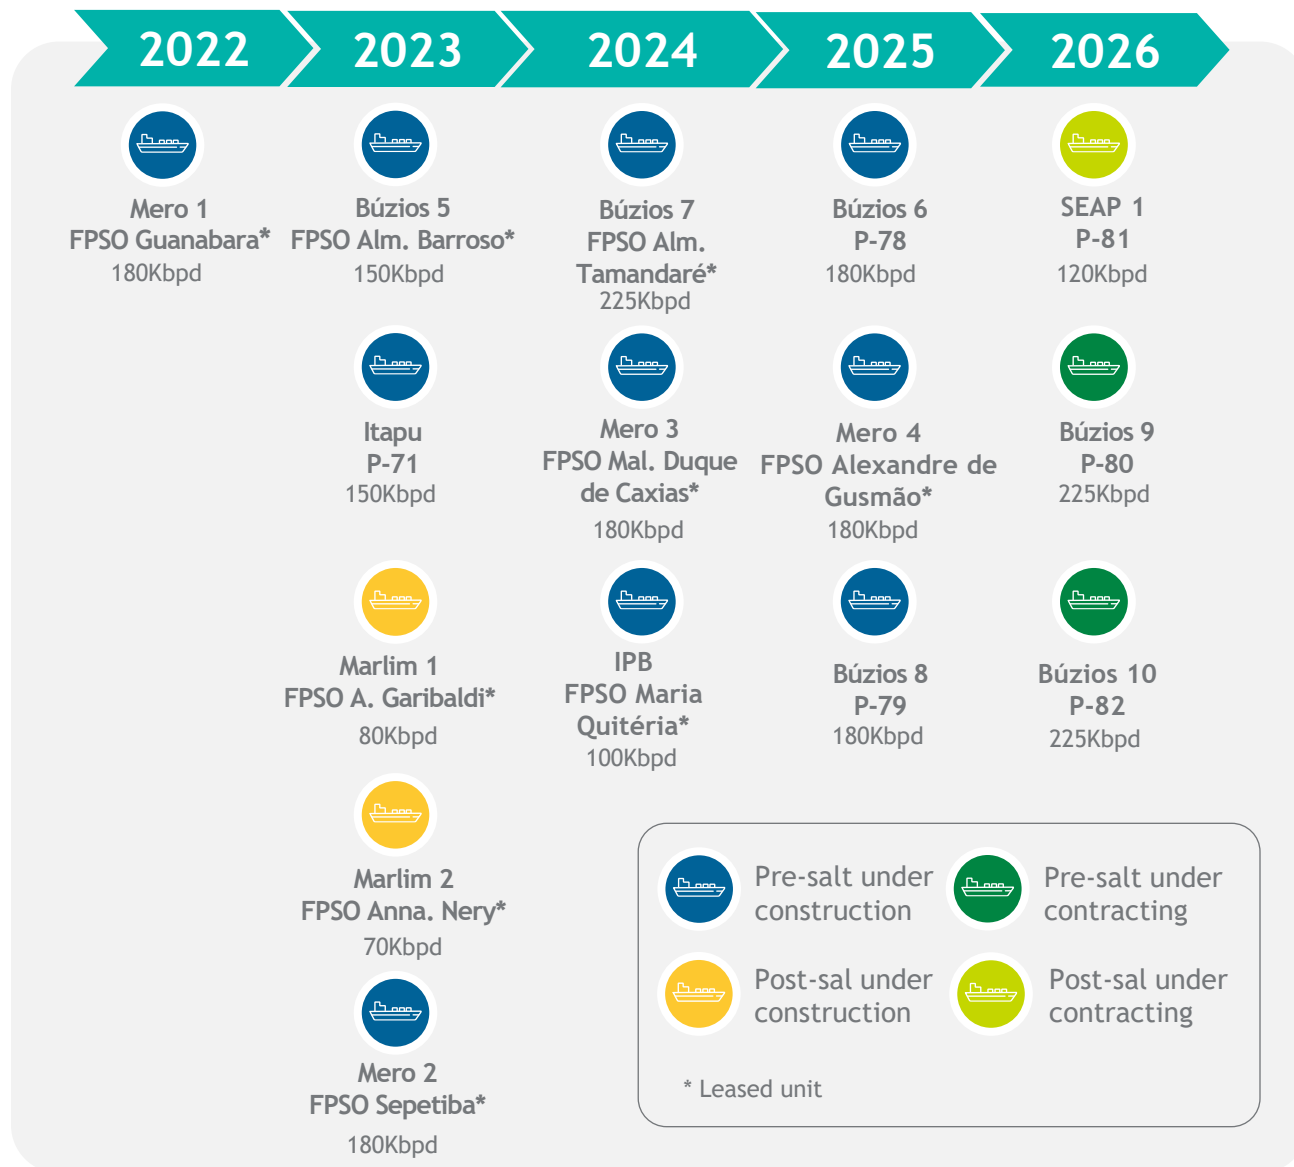 2022
2023
2024
2025
2026
Mero 1
FPSO Guanabara*
180Kbpd
Búzios 5
FPSO Alm. Barroso*
150Kbpd
Itapu
P-71
150Kbpd
Marlim 1
FPSO A. Garibaldi*
80Kbpd
Marlim 2
FPSO Anna. Nery*
70Kbpd
Mero 2
FPSO Sepetiba*
180Kbpd
Búzios 7
FPSO Alm.
Tamandaré*
225Kbpd
Mero 3
FPSO Mal. Duque
de Caxias*
180Kbpd
IPB
FPSO Maria
Quitéria*
100Kbpd
Búzios 6
P-78
180Kbpd
Mero 4
FPSO Alexandre de
Gusmão*
180Kbpd
Búzios 8
P-79
180Kbpd
SEAP 1
P-81
120Kbpd
Búzios 9
P-80
225Kbpd
Búzios 10
P-82
225Kbpd
Pre-salt under
construction
Pre-salt under
contracting
Post-sal under
construction
Post-sal under
contracting
* Leased unit